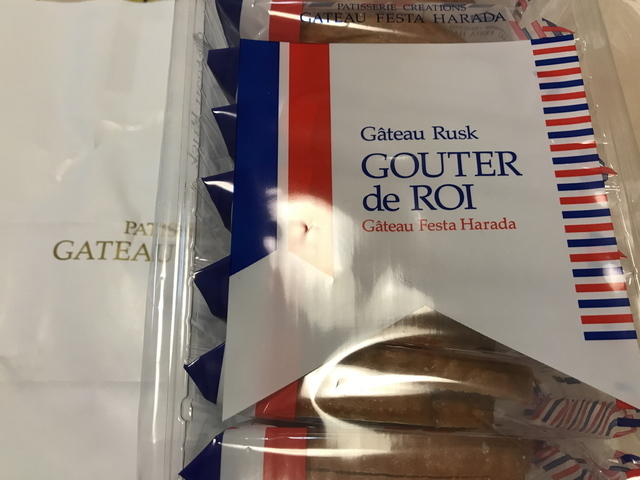 PATISSERIE CREATIONS
GATEAU FESTA HARADA
Gâteau Rusk
GOUTER
de ROI
Gâteau Festa Harada
GATEAU